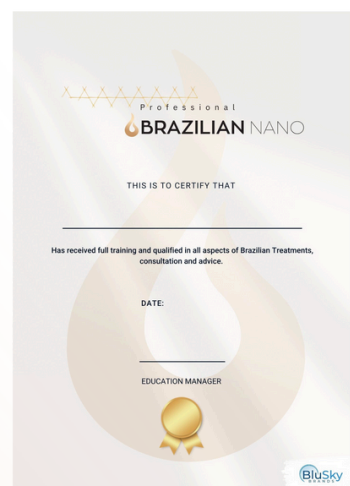 Professional
BRAZILIAN NANO
THIS IS TO CERTIFY THAT
Has received full training and qualified in all aspects of Brazilian Treatments,
consultation and advice.
DATE:
EDUCATION MANAGER
BluSky
BRANDS